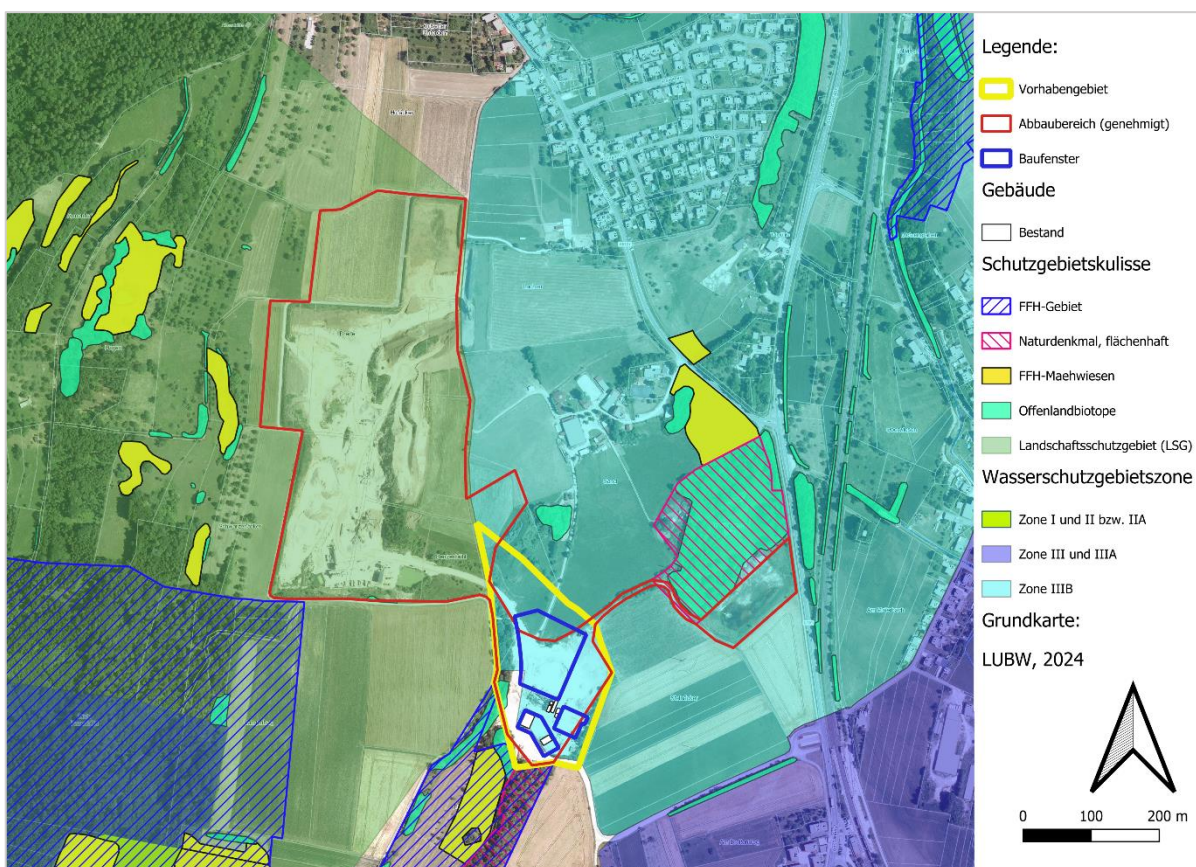 Legende:
Vorhabengebiet
Abbaubereich (genehmigt)
Baufenster
Gebäude
Bestand
Schutzgebietskulisse
FFH-Gebiet
Naturdenkmal, flächenhaft
FFH-Maehwiesen
Offenlandbiotope
Landschaftsschutzgebiet (LSG)
Wasserschutzgebietszone
Zone I und II bzw. IIA
Zone III und IIIA
Zone IIIB
Grundkarte:
LUBW, 2024
0 100 200 m